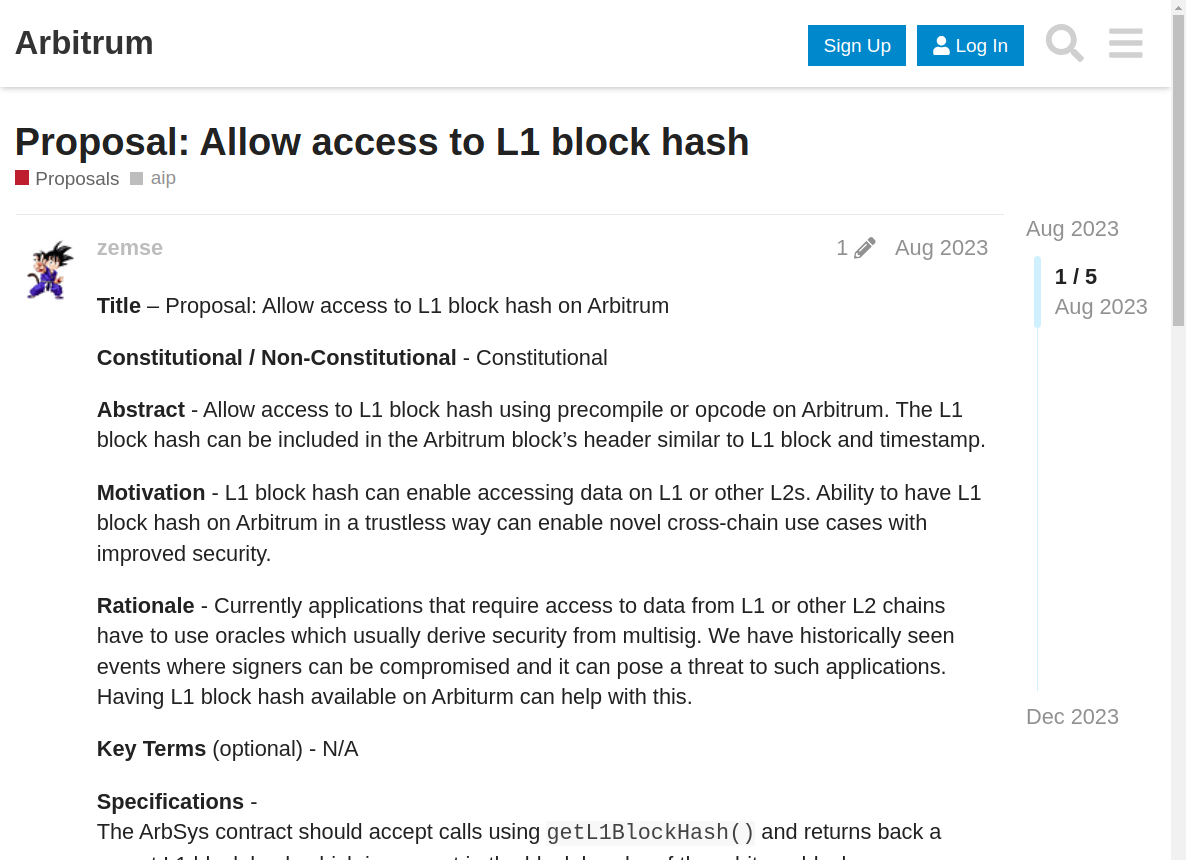 Arbitrum
Sign Up
Log In
Proposal: Allow access to L1 block hash
Proposals aip
Aug 2023
zemse
1
Aug 2023
1 / 5
Aug 2023
Title – Proposal: Allow access to L1 block hash on Arbitrum
Constitutional / Non-Constitutional - Constitutional
Abstract - Allow access to L1 block hash using precompile or opcode on Arbitrum. The L1
block hash can be included in the Arbitrum block’s header similar to L1 block and timestamp.
Motivation - L1 block hash can enable accessing data on L1 or other L2s. Ability to have L1
block hash on Arbitrum in a trustless way can enable novel cross-chain use cases with
improved security.
Rationale - Currently applications that require access to data from L1 or other L2 chains
have to use oracles which usually derive security from multisig. We have historically seen
events where signers can be compromised and it can pose a threat to such applications.
Having L1 block hash available on Arbiturm can help with this.
Dec 2023
Key Terms (optional) - N/A
Specifications -
The ArbSys contract should accept calls using getL1BlockHash() and returns back a